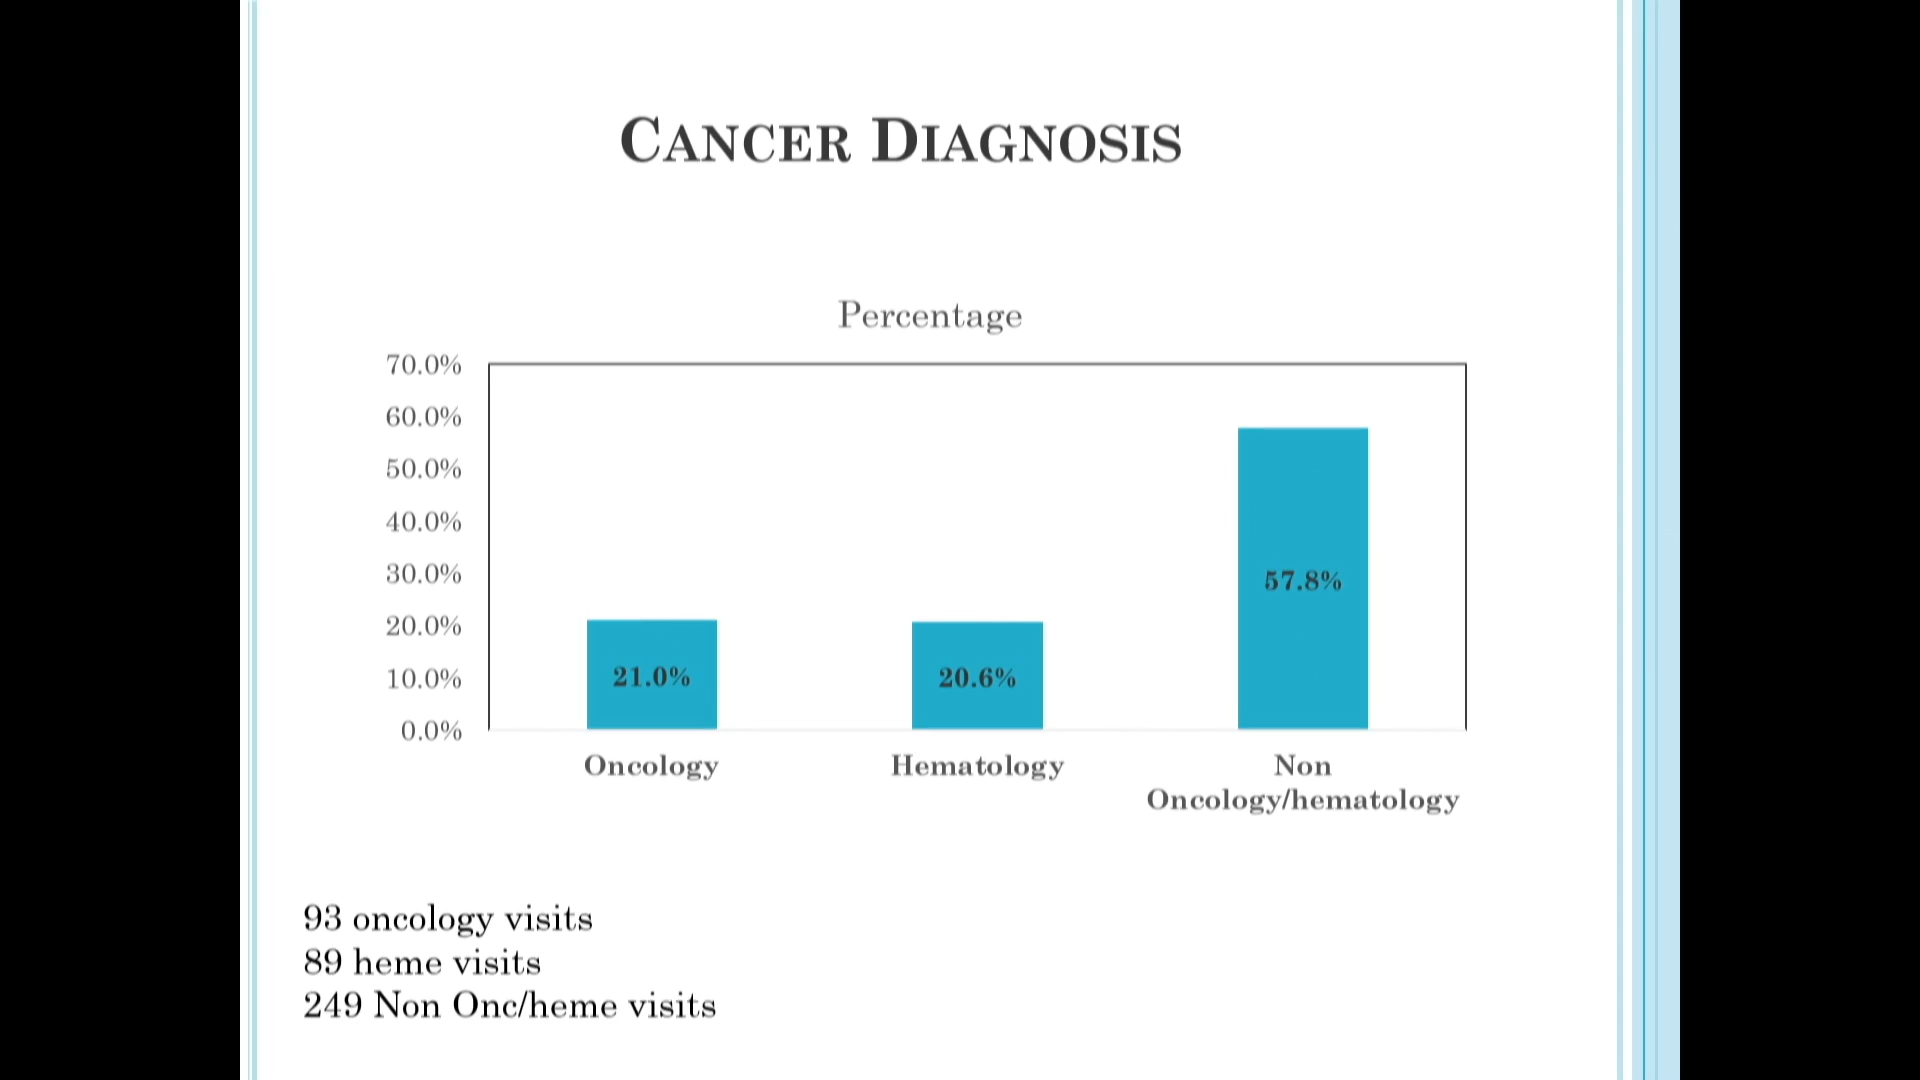 CANCER DIAGNOSIS
Percentage
70.0%
60.0%
50.0%
40.0%
30.0%
20.0%
10.0%
0.0%
21.0%
20.6%
57.8%
Oncology
Hematology
Non
Oncology/hematology
93 oncology visits
89 heme visits
249 Non Onc/heme visits